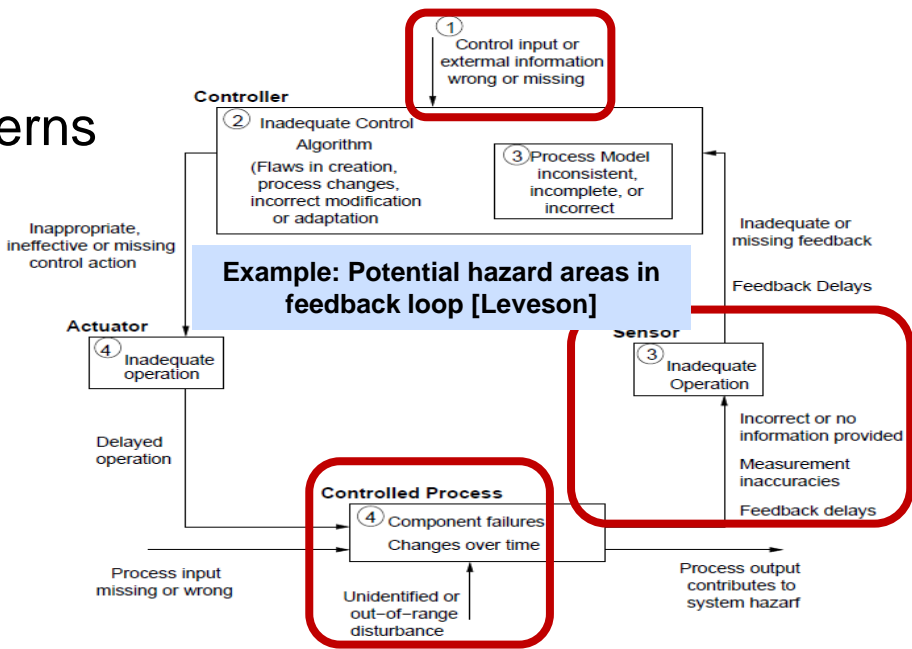 erns
1
Control input or
extermal information
wrong or missing
Controller
2 Inadequate Control
Algorithm
(Flaws in creation,
process changes,
incorrect modification
or adaptation
3 Process Model
inconsistent,
incomplete, or
incorrect
Inappropriate,
ineffective or missing
control action
Inadequate or
missing feedback
Feedback Delays
Example: Potential hazard areas in
feedback loop [Leveson]
Actuator
4 Inadequate
operation
Sensor
3 Inadequate
Operation
Delayed
operation
Incorrect or no
information provided
Measurement
inaccuracies
Feedback delays
Controlled Process
4 Component failures
Changes over time
Process input
missing or wrong
Unidentified or
out-of-range
disturbance
Process output
contributes to
system hazarf